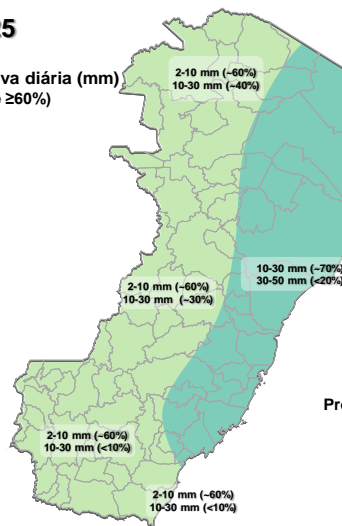 25
va diária (mm)
e ≥60%)
2-10 mm (~60%)
10-30 mm (~40%)
10-30 mm (~70%)
30-50 mm (<20%)
2-10 mm (~60%)
10-30 mm (~30%)
Pr
2-10 mm (~60%)
10-30 mm (<10%)
2-10 mm (~60%)
10-30 mm (<10%)